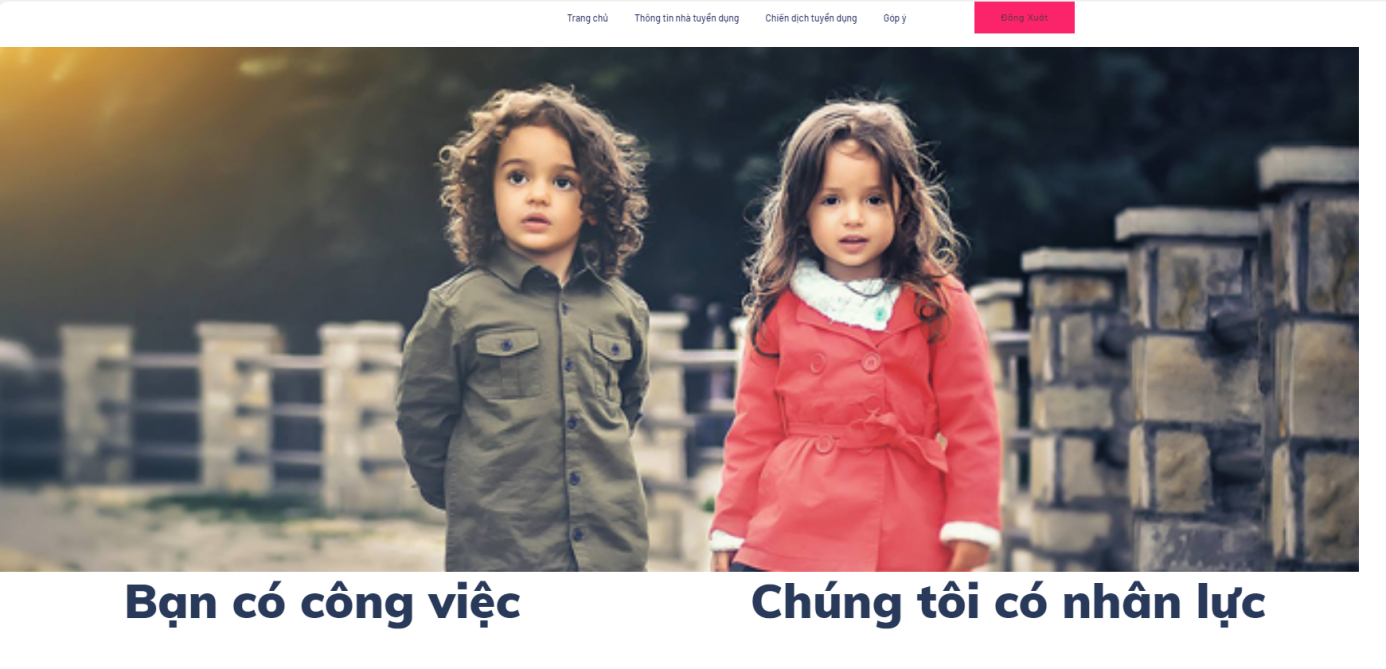 Trang chủ Thông tin nhà tuyển dụng Chiến dịch tuyển dụng Góp ý Đăng Xuất
Bạn có công việc Chúng tôi có nhân lực